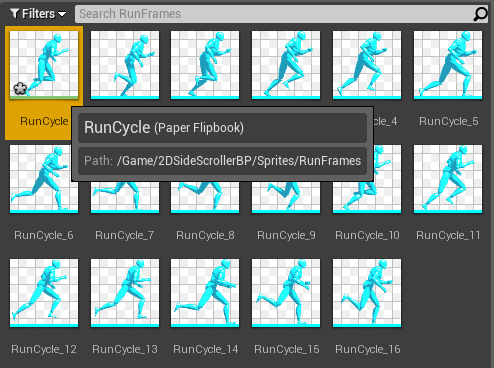 Filters
Search RunFrames
RunCycle
_4
RunCycle_5
RunCycle (Paper Flipbook)
Path: /Game/2DSideScrollerBP/Sprites/RunFrames
RunCycle_6
RunCycle_7
RunCycle_8
RunCycle_9
RunCycle_10
RunCycle_11
RunCycle_12
RunCycle_13
RunCycle_14
RunCycle_15
RunCycle_16